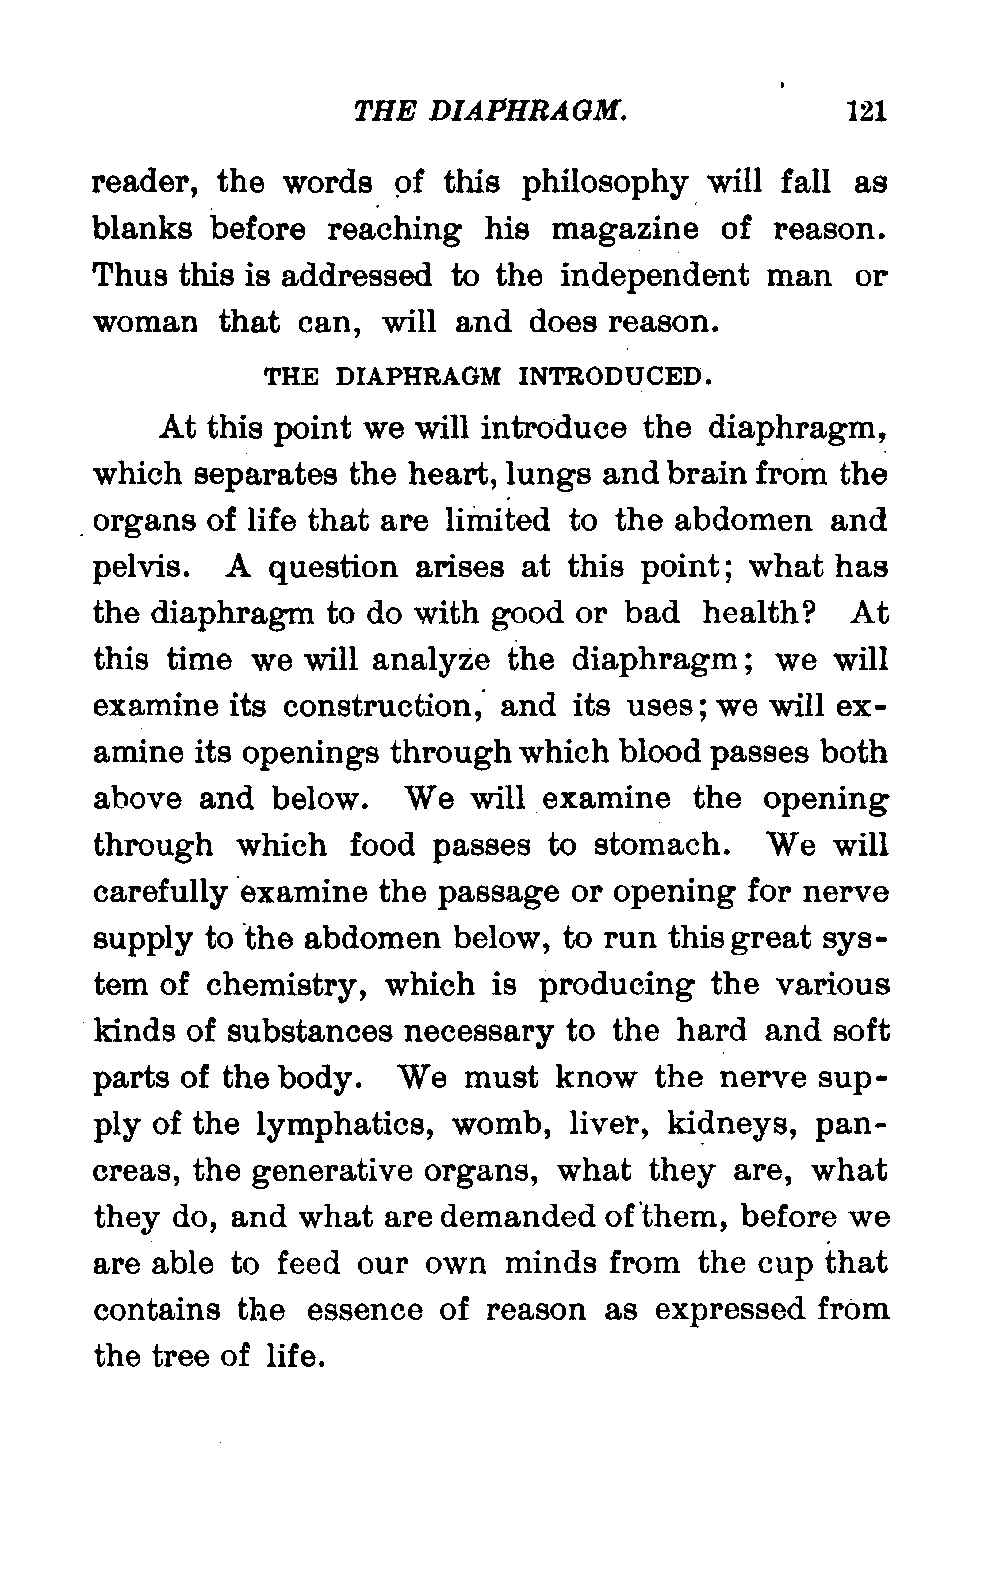 THE DIAPHRAGM. 121
reader, the words of this philosophy will fall as
blanks before reaching his magazine of reason.
Thus this is addressed to the independent man or
woman that can, will and does reason.
THE DIAPHRAGM INTRODUCED.
At this point we will introduce the diaphragm,
which separates the heart, lungs and brain from the
organs of life that are limited to the abdomen and
pelvis. A question arises at this point; what has
the diaphragm to do with good or bad health? At
this time we will analyze the diaphragm; we will
examine its construction, and its uses; we will ex-
amine its openings through which blood passes both
above and below. We will examine the opening
through which food passes to stomach. We will
carefully examine the passage or opening for nerve
supply to the abdomen below, to run this great sys-
tem of chemistry, which is producing the various
kinds of substances necessary to the hard and soft
parts of the body. We must know the nerve sup-
ply of the lymphatics, womb, liver, kidneys, pan-
creas, the generative organs, what they are, what
they do, and what are demanded of them, before we
are able to feed our own minds from the cup that
contains the essence of reason as expressed from
the tree of life.